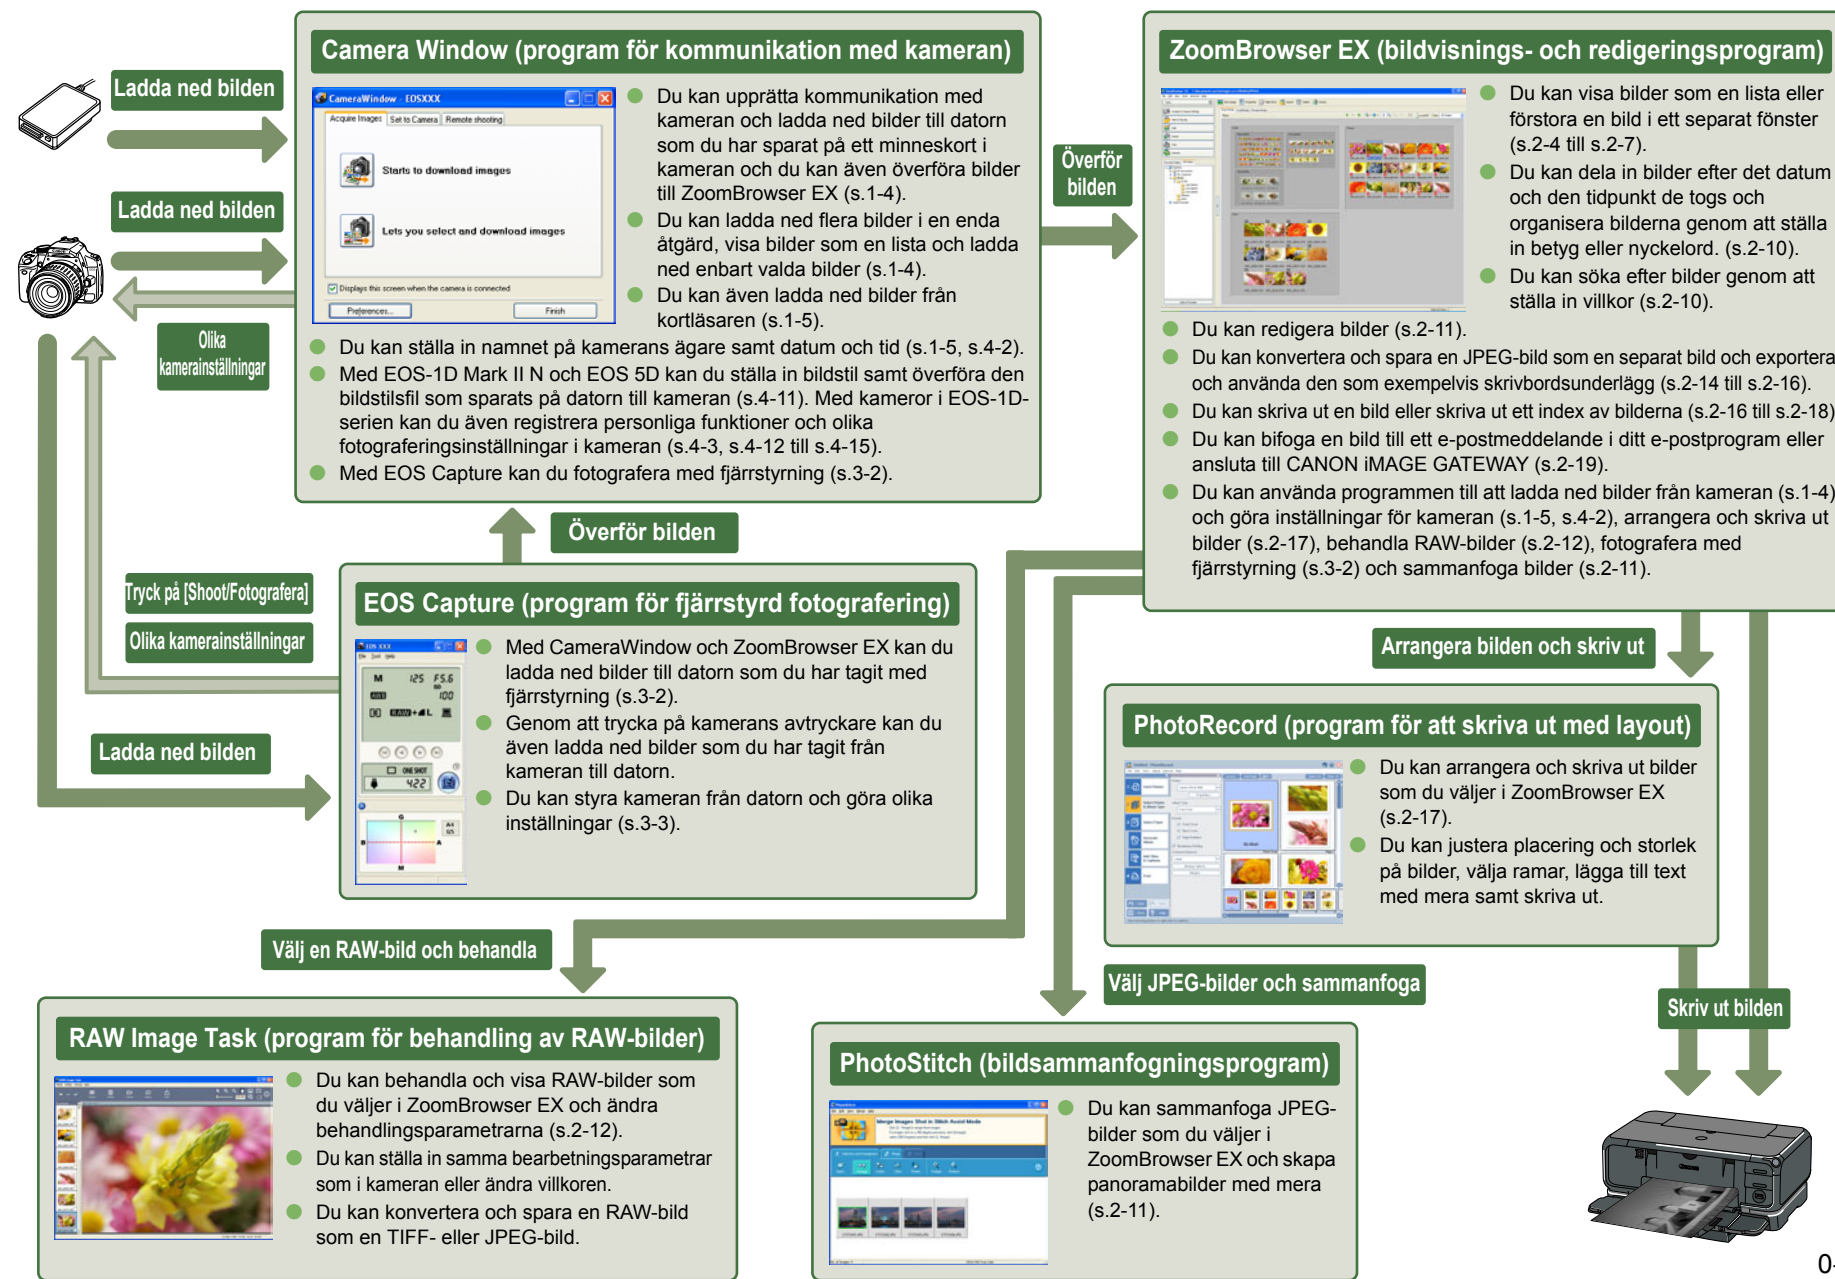 Camera Window (program för kommunikation med kameran)
Ladda ned bilden
Ladda ned bilden
Olika
kamerainställningar
CameraWindow - EOSXXX
Acquire Images
Set to Camera
Remote shooting
Starts to download images
Lets you select and download images
Displays this screen when the camera is connected
Preferences...
Finish
Du kan upprätta kommunikation med
kameran och ladda ned bilder till datorn
som du har sparat på ett minneskort i
kameran och du kan även överföra bilder
till ZoomBrowser EX (s.1-4).
Du kan ladda ned flera bilder i en enda
åtgärd, visa bilder som en lista och ladda
ned enbart valda bilder (s.1-4).
Du kan även ladda ned bilder från
kortläsaren (s.1-5).
Du kan ställa in namnet på kamerans ägare samt datum och tid (s.1-5, s.4-2).
Med EOS-1D Mark II N och EOS 5D kan du ställa in bildstil samt överföra den
bildstilsfil som sparats på datorn till kameran (s.4-11). Med kameror i EOS-1D-
serien kan du även registrera personliga funktioner och olika
fotograferingsinställningar i kameran (s.4-3, s.4-12 till s.4-15).
Med EOS Capture kan du fotografera med fjärrstyrning (s.3-2).
Överför
bilden
ZoomBrowser EX (bildvisnings- och redigeringsprogram)
Du kan visa bilder som en lista eller
förstora en bild i ett separat fönster
(s.2-4 till s.2-7).
Du kan dela in bilder efter det datum
och den tidpunkt de togs och
organisera bilderna genom att ställa
in betyg eller nyckelord. (s.2-10).
Du kan söka efter bilder genom att
ställa in villkor (s.2-10).
Du kan redigera bilder (s.2-11).
Du kan konvertera och spara en JPEG-bild som en separat bild och exportera
och använda den som exempelvis skrivbordsunderlägg (s.2-14 till s.2-16).
Du kan skriva ut en bild eller skriva ut ett index av bilderna (s.2-16 till s.2-18)
Du kan bifoga en bild till ett e-postmeddelande i ditt e-postprogram eller
ansluta till CANON iMAGE GATEWAY (s.2-19).
Du kan använda programmen till att ladda ned bilder från kameran (s.1-4)
och göra inställningar för kameran (s.1-5, s.4-2), arrangera och skriva ut
bilder (s.2-17), behandla RAW-bilder (s.2-12), fotografera med
fjärrstyrning (s.3-2) och sammanfoga bilder (s.2-11).
Överför bilden
Tryck på [Shoot/Fotografera]
Olika kamerainställningar
Ladda ned bilden
EOS Capture (program för fjärrstyrd fotografering)
EOS XXX
File Tool Help
M 125 F5.6
100
RAW+ L
ONE SHOT
422
G
B A
M
Med CameraWindow och ZoomBrowser EX kan du
ladda ned bilder till datorn som du har tagit med
fjärrstyrning (s.3-2).
Genom att trycka på kamerans avtryckare kan du
även ladda ned bilder som du har tagit från
kameran till datorn.
Du kan styra kameran från datorn och göra olika
inställningar (s.3-3).
Arrangera bilden och skriv ut
PhotoRecord (program för att skriva ut med layout)
Du kan arrangera och skriva ut bilder
som du väljer i ZoomBrowser EX
(s.2-17).
Du kan justera placering och storlek
på bilder, välja ramar, lägga till text
med mera samt skriva ut.
Välj en RAW-bild och behandla
Välj JPEG-bilder och sammanfoga
Skriv ut bilden
RAW Image Task (program för behandling av RAW-bilder)
Du kan behandla och visa RAW-bilder som
du väljer i ZoomBrowser EX och ändra
behandlingsparametrarna (s.2-12).
Du kan ställa in samma bearbetningsparametrar
som i kameran eller ändra villkoren.
Du kan konvertera och spara en RAW-bild
som en TIFF- eller JPEG-bild.
PhotoStitch (bildsammanfogningsprogram)
Merge Images Shot in Stitch Assist Mode
Du kan sammanfoga JPEG-
bilder som du väljer i
ZoomBrowser EX och skapa
panoramabilder med mera
(s.2-11).
Canon
0-